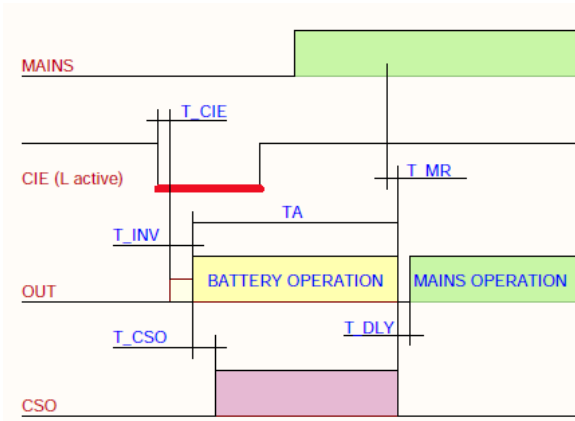 MAINS
T_CIE
CIE (L active)
T_MR
TA
T_INV
BATTERY OPERATION
MAINS OPERATION
OUT
T_CSO
T_DLY
CSO